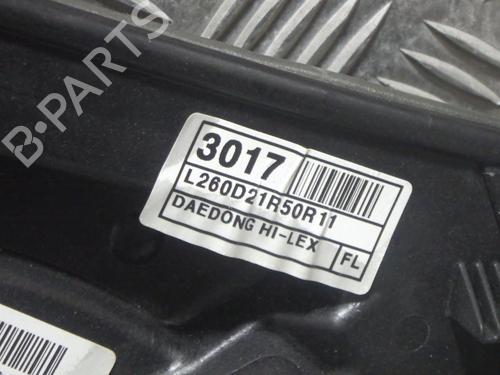 B-PARTS
3017
L260D21R50R11
DAEDONG HI-LEX
FL